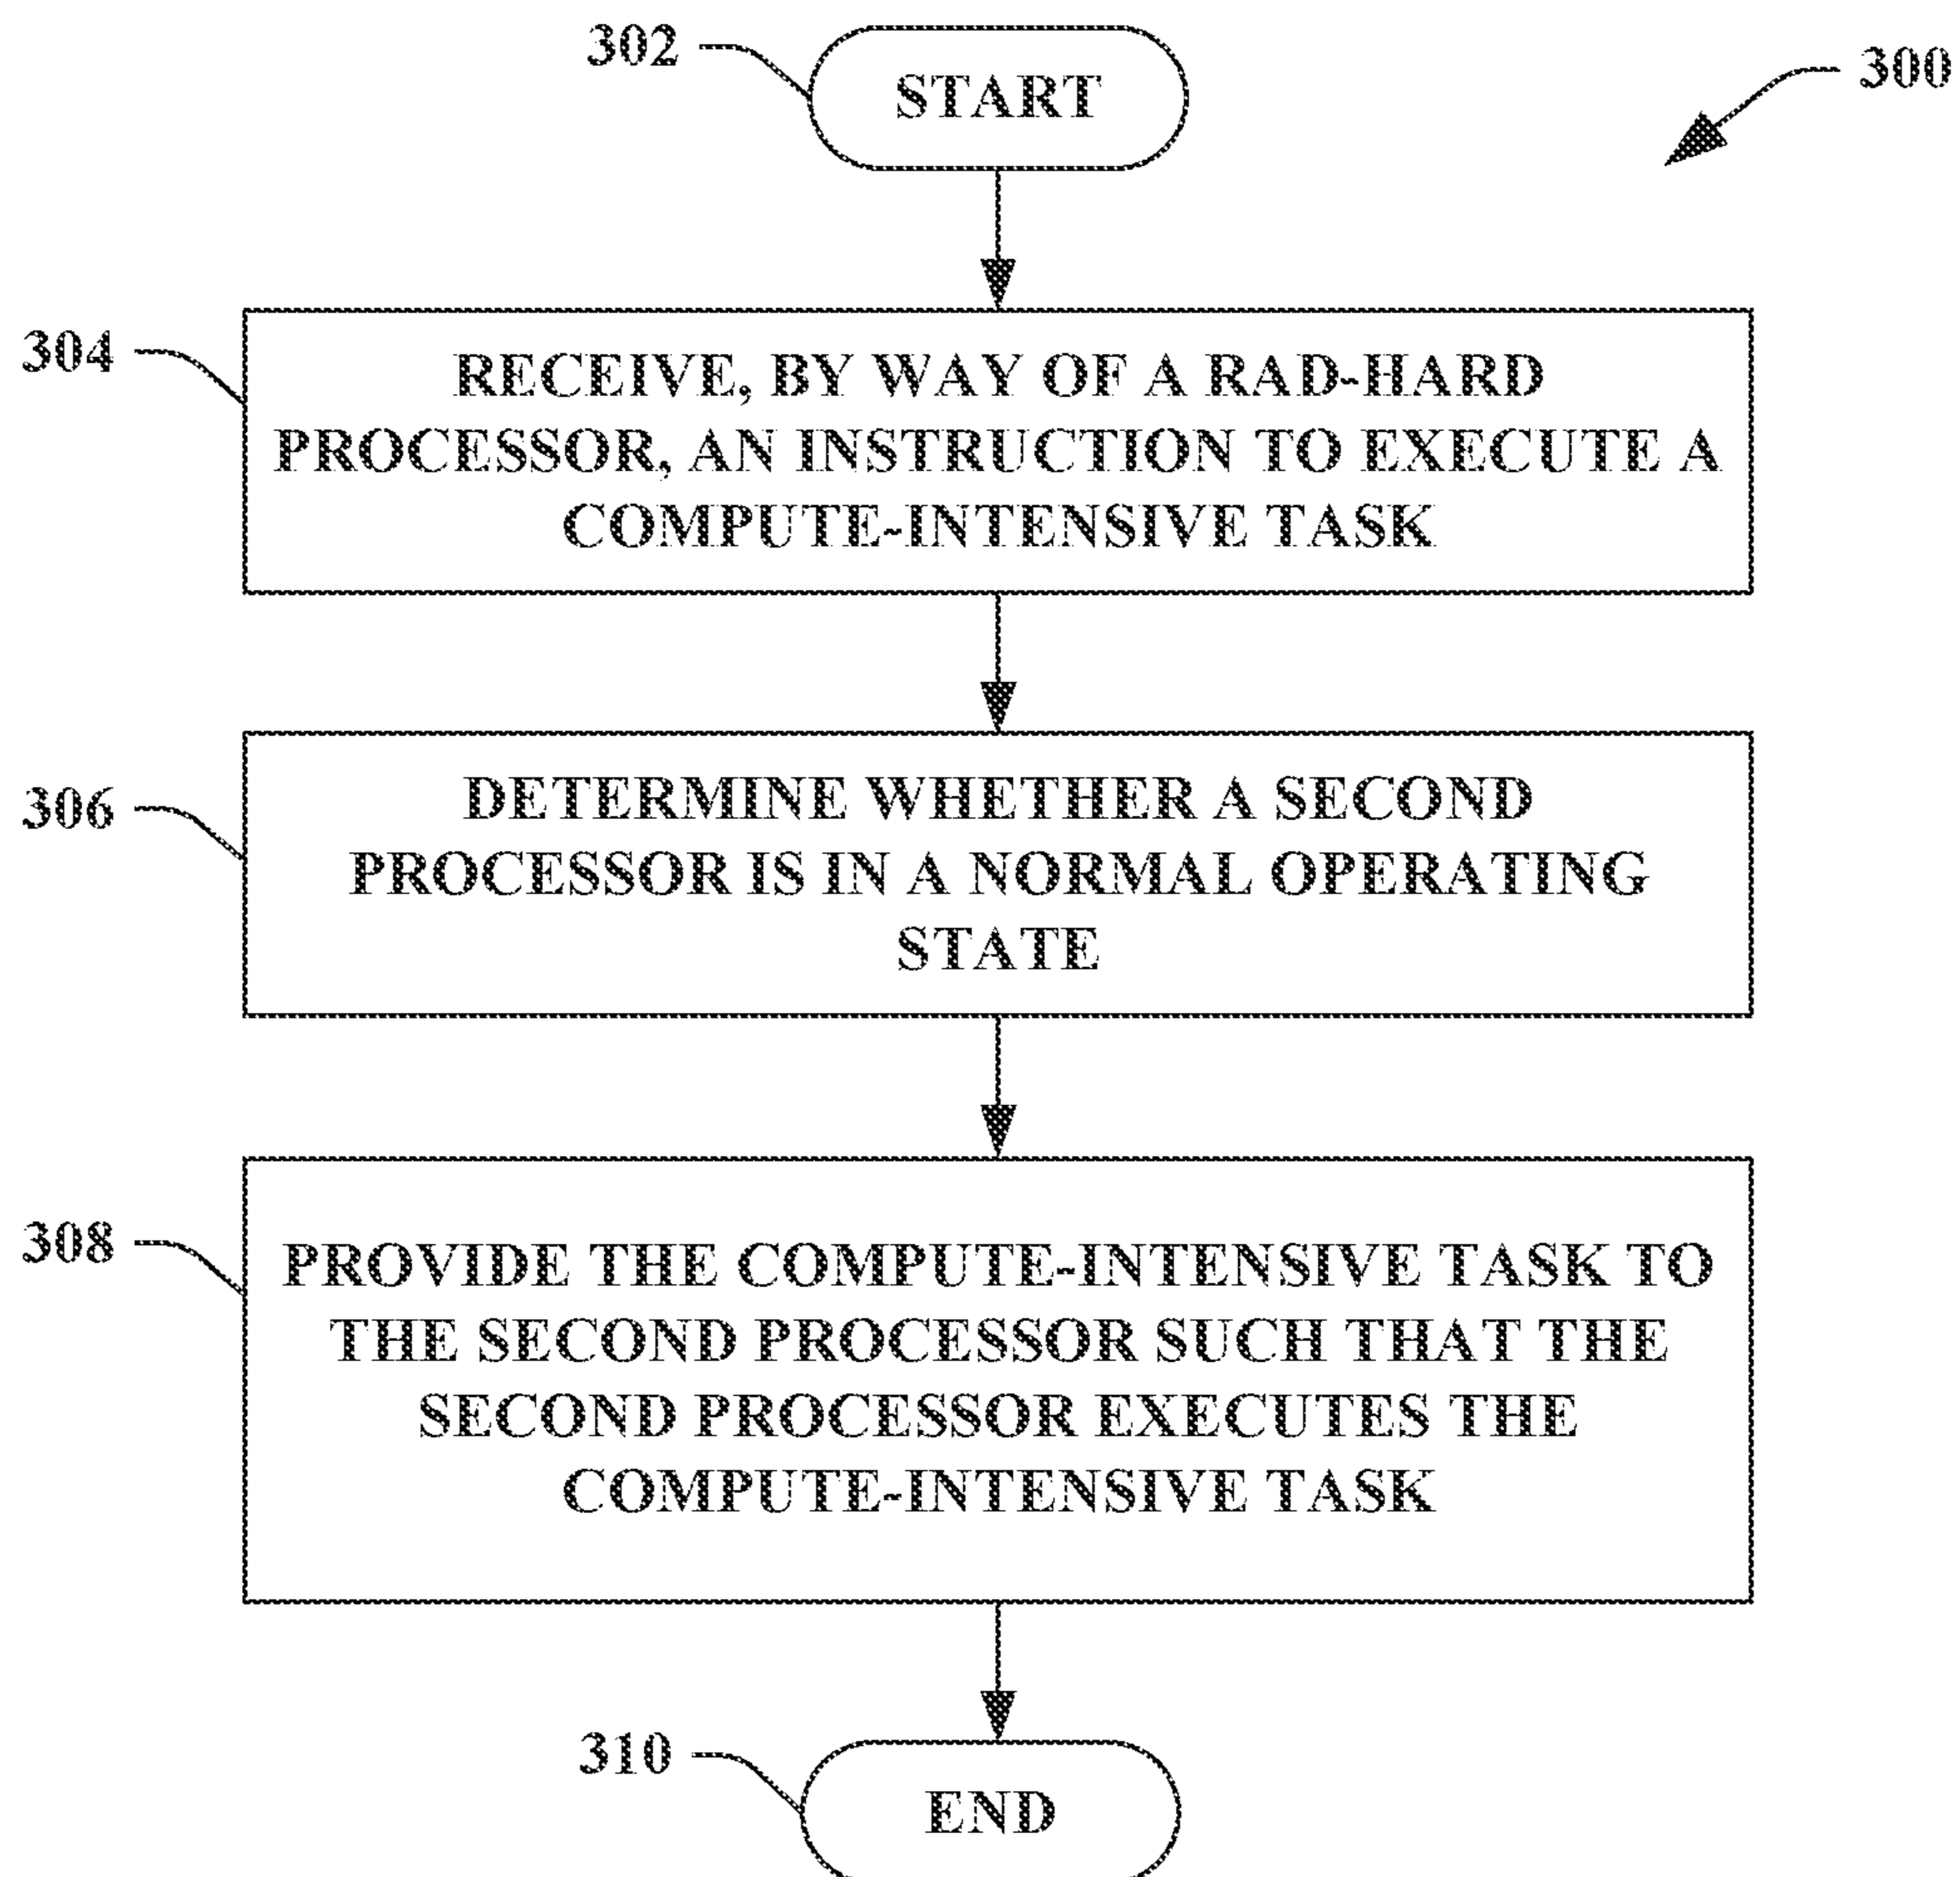 302
START
300
304
RECEIVE, BY WAY OF A RAD-HARD
PROCESSOR, AN INSTRUCTION TO EXECUTE A
COMPUTE-INTENSIVE TASK
306
DETERMINE WHETHER A SECOND
PROCESSOR IS IN A NORMAL OPERATING
STATE
308
PROVIDE THE COMPUTE-INTENSIVE TASK TO
THE SECOND PROCESSOR SUCH THAT THE
SECOND PROCESSOR EXECUTES THE
COMPUTE-INTENSIVE TASK
310
END